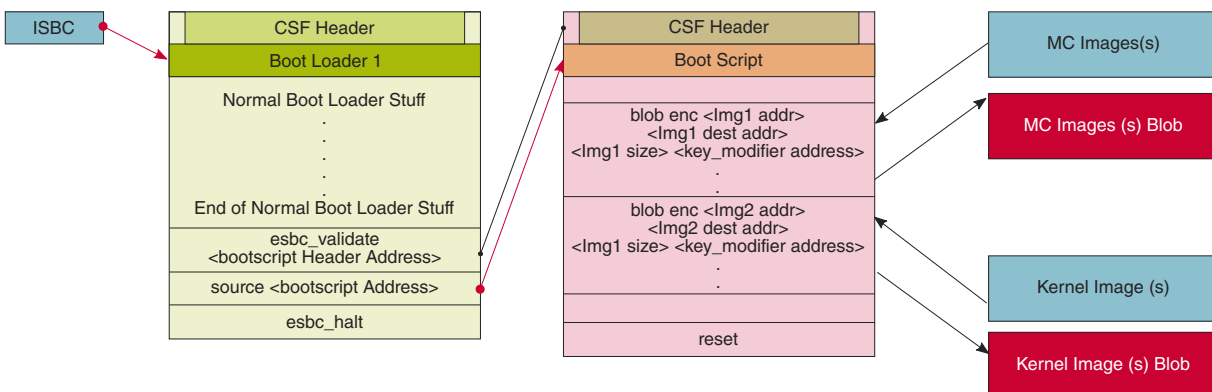 ISBC
CSF Header
Boot Loader 1
Normal Boot Loader Stuff
.
.
.
.
.
End of Normal Boot Loader Stuff
esbc_validate
<bootscript Header Address>
source <bootscript Address>
esbc_halt
CSF Header
Boot Script
blob enc <Img1 addr>
<Img1 dest addr>
<Img1 size> <key_modifier address>
.
.
blob enc <Img2 addr>
<Img2 dest addr>
<Img1 size> <key_modifier address>
.
.
reset
MC Images(s)
MC Images (s) Blob
Kernel Image (s)
Kernel Image (s) Blob